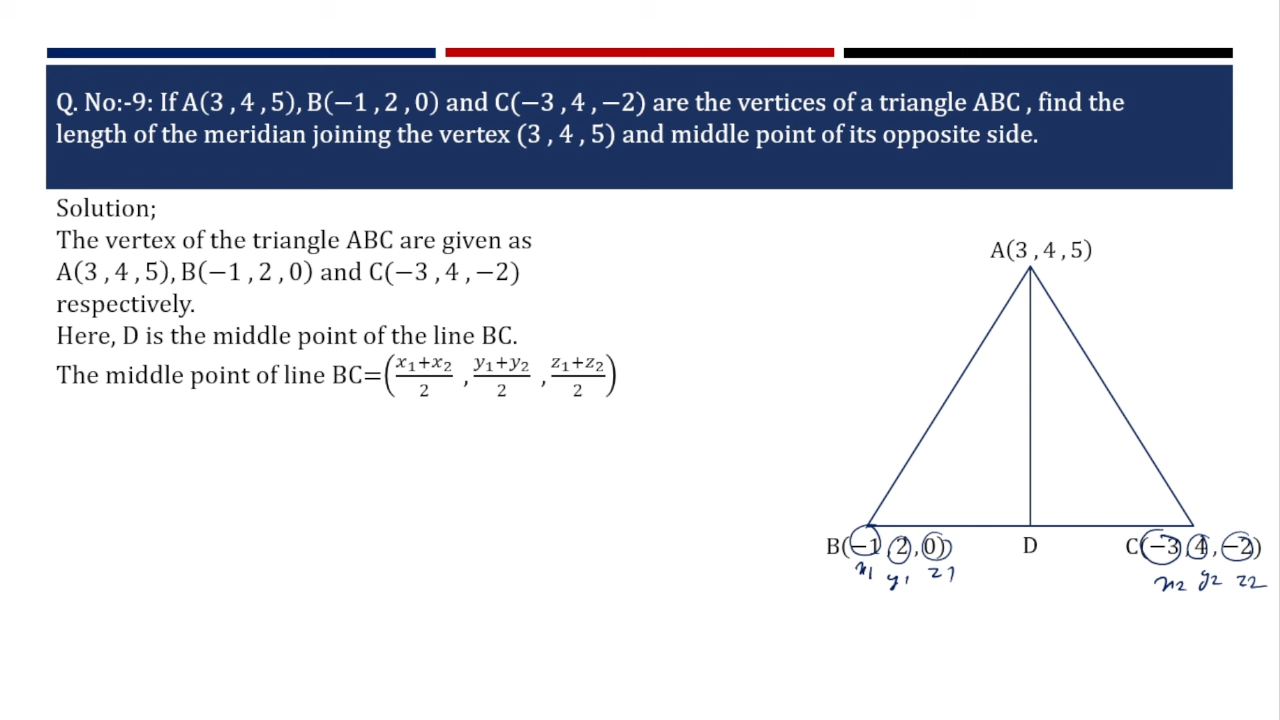 Q. No:-9: If A(3 , 4 , 5), B(−1 , 2 , 0) and C(−3 , 4 , −2) are the vertices of a triangle ABC , find the
length of the meridian joining the vertex (3 , 4 , 5) and middle point of its opposite side.
Solution;
The vertex of the triangle ABC are given as
A(3 , 4 , 5), B(−1 , 2 , 0) and C(−3 , 4 , −2)
respectively.
Here, D is the middle point of the line BC.
The middle point of line BC=(x₁+x₂/2 , y₁+y₂/2 , z₁+z₂/2)
A(3 , 4 , 5)
B(−1 , 2 , 0) D C(−3 , 4 , −2)
x1 y1 z1 x2 y2 z2